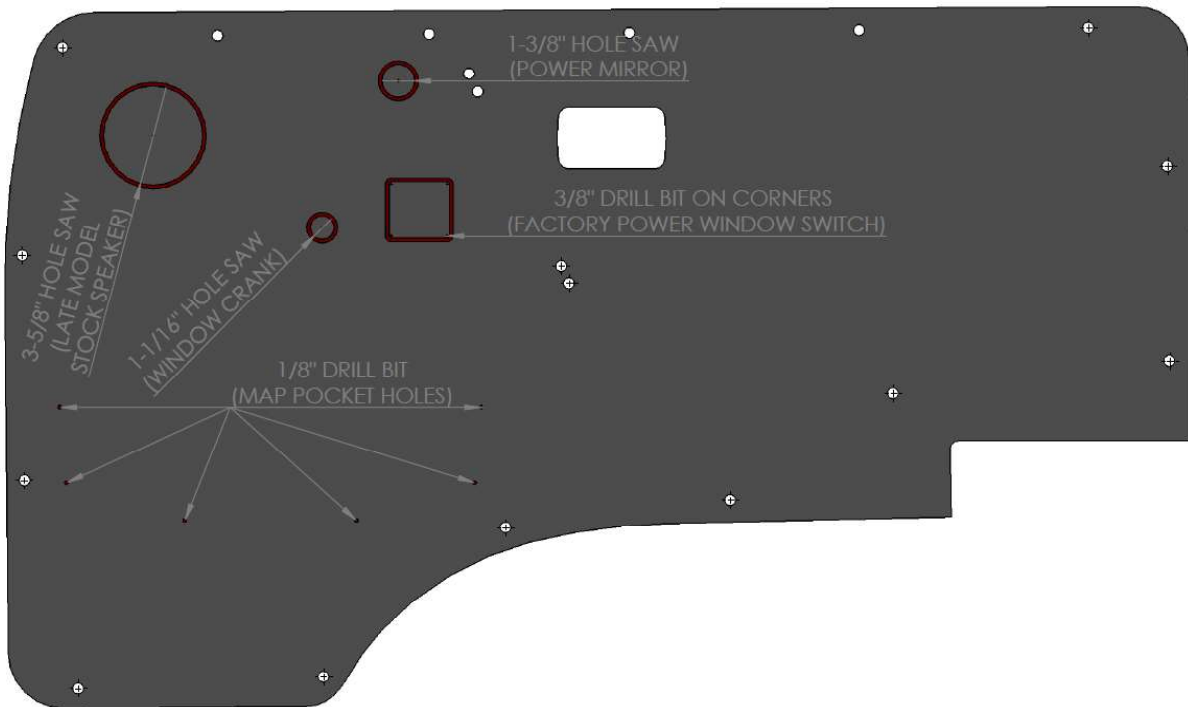 1-3/8" HOLE SAW
(POWER MIRROR)
3/8" DRILL BIT ON CORNERS
(FACTORY POWER WINDOW SWITCH)
3-5/8" HOLE SAW
(LATE MODEL
STOCK SPEAKER)
1-1/16" HOLE SAW
(WINDOW CRANK)
1/8" DRILL BIT
(MAP POCKET HOLES)